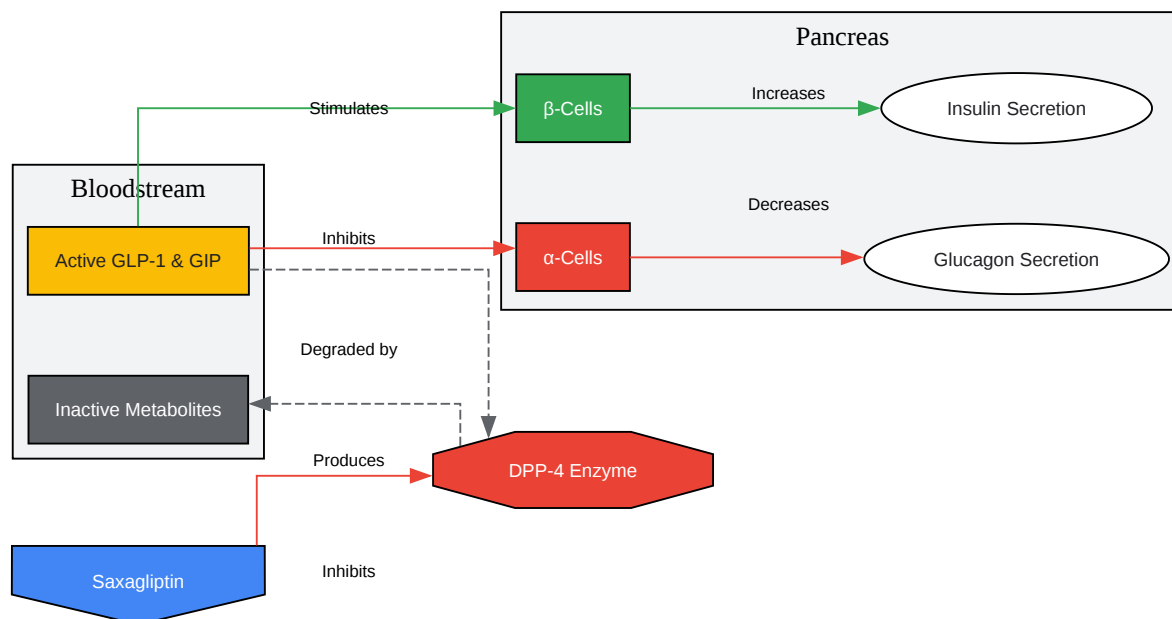 Pancreas
Stimulates
β-Cells
Increases
Insulin Secretion
Bloodstream
Decreases
Active GLP-1 & GIP
Inhibits
α-Cells
Glucagon Secretion
Degraded by
Inactive Metabolites
Produces
DPP-4 Enzyme
Saxagliptin
Inhibits